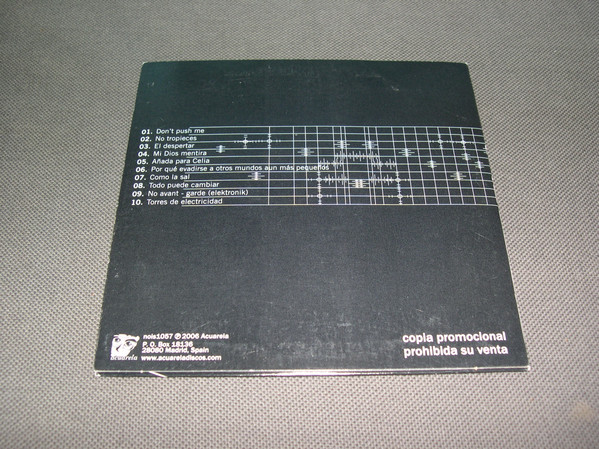 01. Don't push me
02. No tropieces
03. El despertar
04. Mi Dios mentira
05. Añada para Celia
06. Por qué evadirse a otros mundos aun más pequeños
07. Como la sal
08. Todo puede cambiar
09. No avant - garde (elektronik)
10. Torres de electricidad
nois1057 ℗ 2006 Acuarela
P. O. Box 18136
28080 Madrid, Spain
www.acuareladiscos.com
acuarela
copia promocional
prohibida su venta